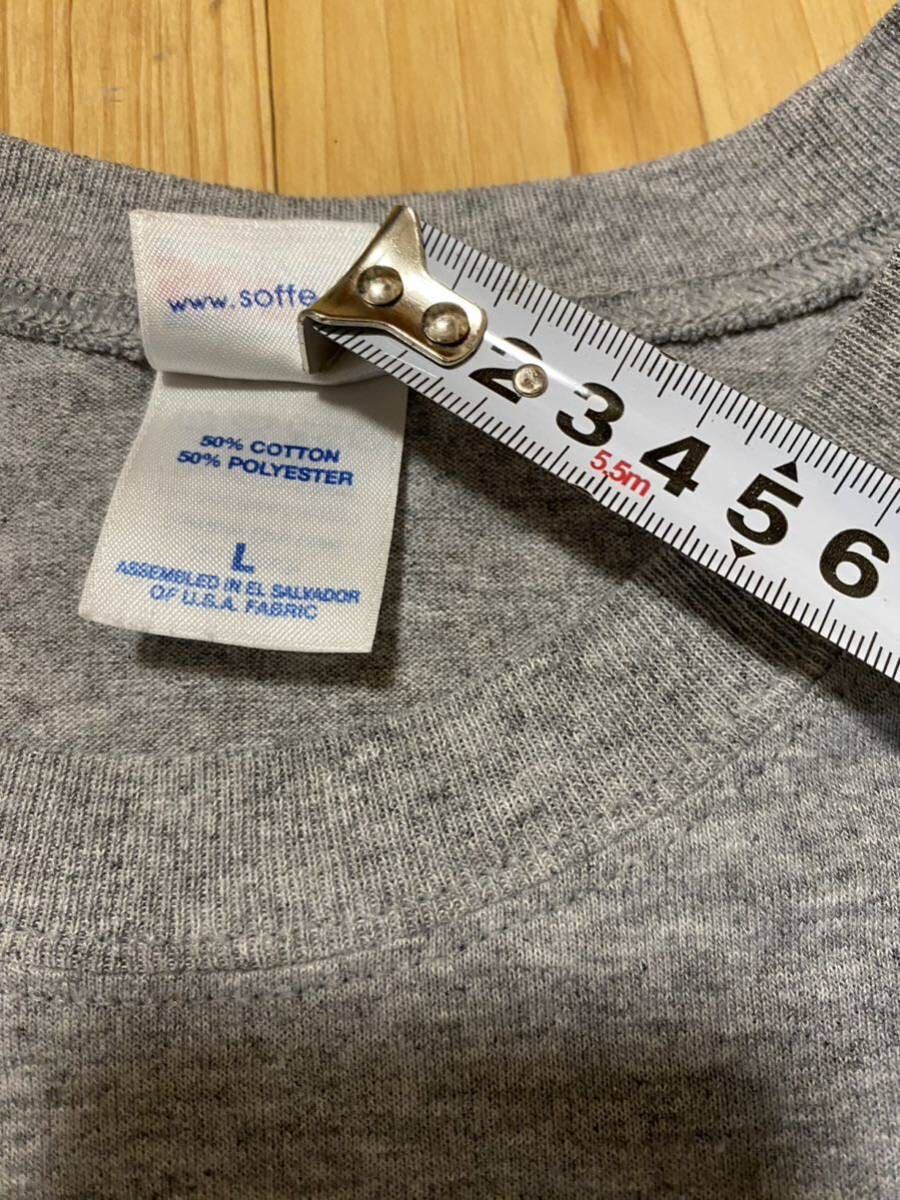 www.soffe
50% COTTON
50% POLYESTER
L
ASSEMBLED IN EL SALVADOR
OF U.S.A. FABRIC
2 3 4 5 6
5.5m